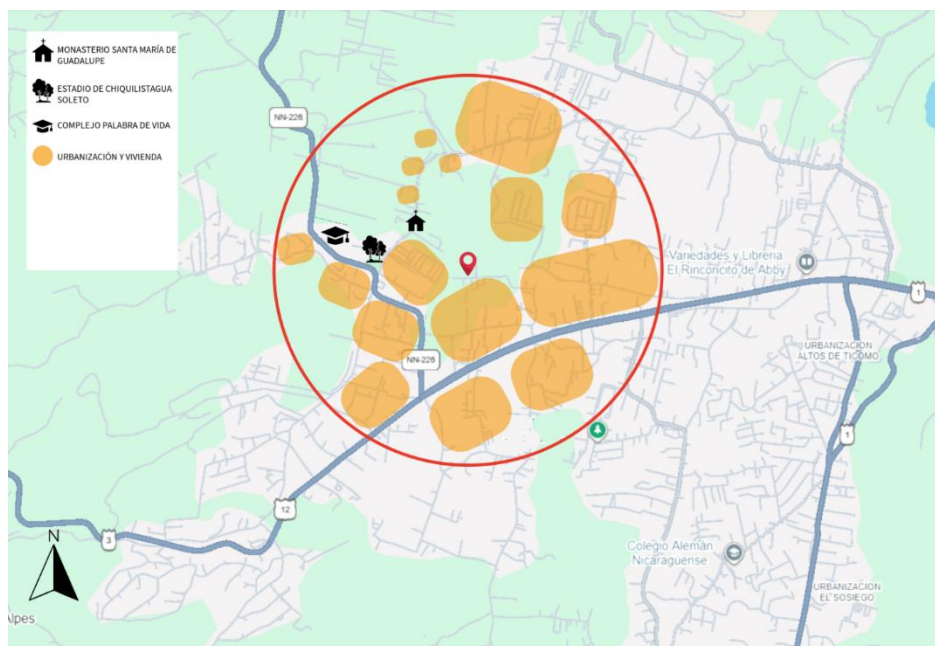 MONASTERIO SANTA MARÍA DE
GUADALUPE
ESTADIO DE CHIQUILISTAGUA
SOLETO
COMPLEJO PALABRA DE VIDA
URBANIZACIÓN Y VIVIENDA
NN-226
Variedades y Libreria
El Rinconcito de Abby
1
URBANIZACION
ALTOS DE TICOMO
NN-226
1
12
3
N
Colegio Alemán
Nicaragüense
URBANIZACION
EL SOSIEGO
Alpes